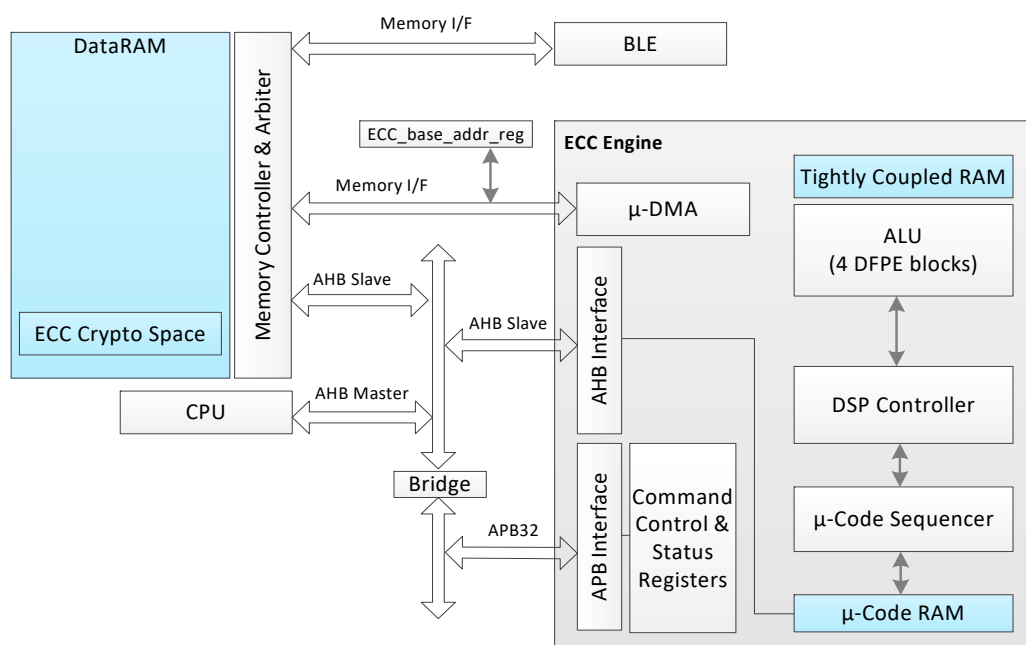 Memory I/F
DataRAM
BLE
Memory Controller & Arbiter
ECC_base_addr_reg
ECC Engine
Tightly Coupled RAM
Memory I/F
µ-DMA
ALU
(4 DFPE blocks)
AHB Slave
AHB Slave
AHB Interface
ECC Crypto Space
AHB Master
CPU
DSP Controller
Bridge
APB32
APB Interface
Command
Control &
Status
Registers
µ-Code Sequencer
µ-Code RAM